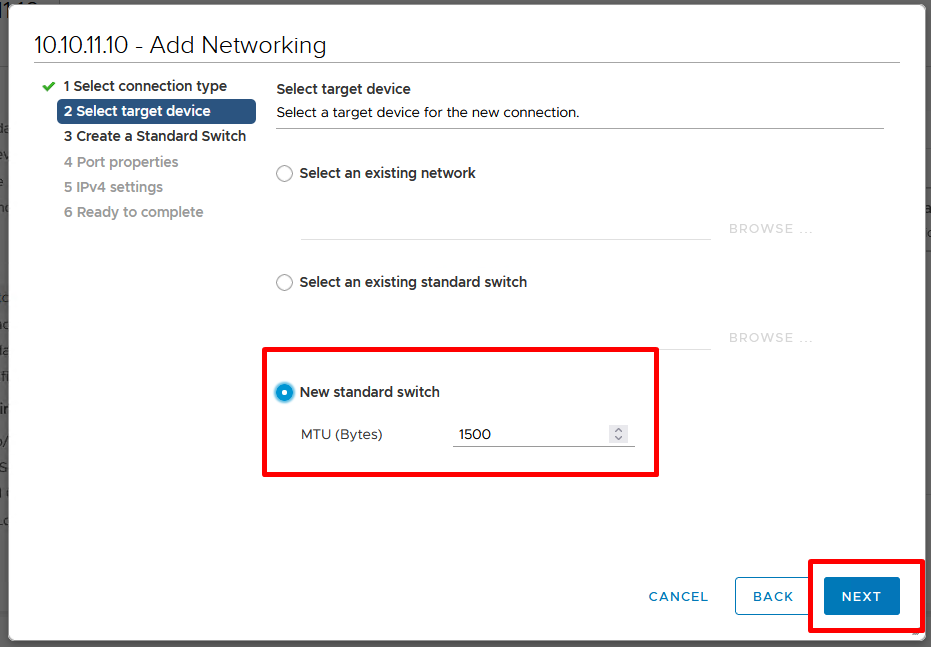 10.10.11.10 - Add Networking
1 Select connection type
2 Select target device
3 Create a Standard Switch
4 Port properties
5 IPv4 settings
6 Ready to complete
Select target device
Select a target device for the new connection.
Select an existing network
BROWSE ...
Select an existing standard switch
BROWSE ...
New standard switch
MTU (Bytes) 1500
CANCEL BACK NEXT